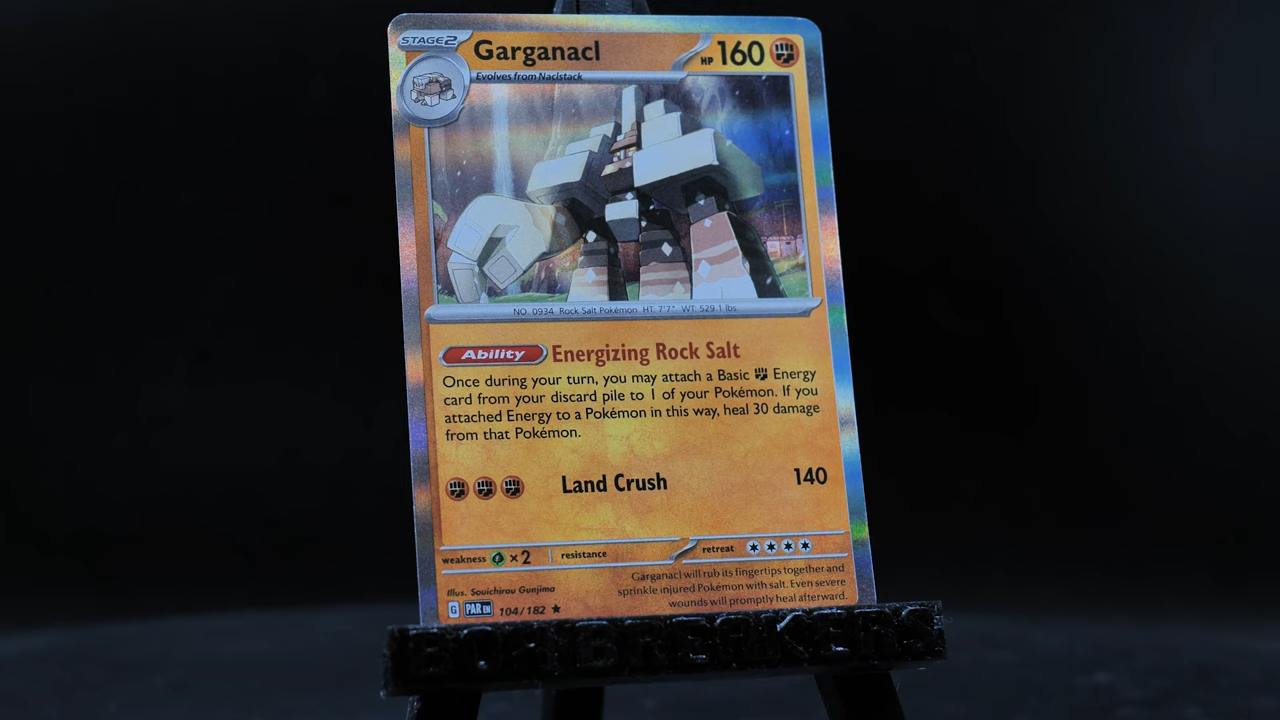 STAGE2
Garganacl
HP 160
Evolves from Naclstack
NO. 0934 Rock Salt Pokémon HT: 7'7" WT: 529.1 lbs.
Ability Energizing Rock Salt
Once during your turn, you may attach a Basic Energy
card from your discard pile to 1 of your Pokémon. If you
attached Energy to a Pokémon in this way, heal 30 damage
from that Pokémon.
Land Crush 140
weakness ×2 resistance retreat
Illus. Souichirou Gunjima
Garganacl will rub its fingertips together and
sprinkle injured Pokémon with salt. Even severe
wounds will promptly heal afterward.
G PAR EN 104/182 ★
BOXBREAKERS